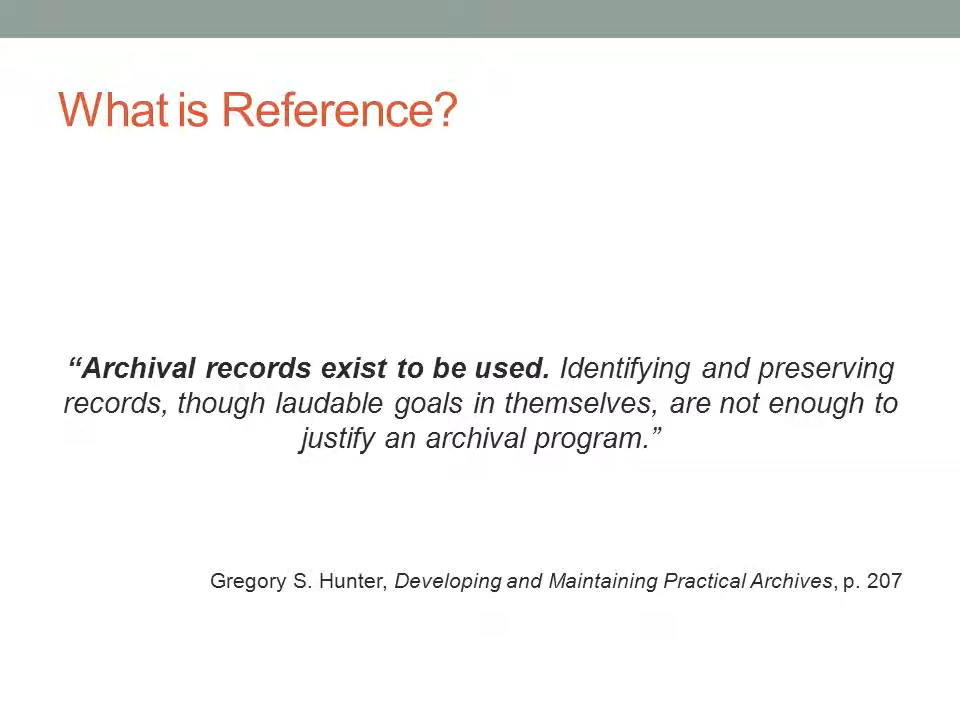 What is Reference?
“Archival records exist to be used. Identifying and preserving
records, though laudable goals in themselves, are not enough to
justify an archival program.”
Gregory S. Hunter, Developing and Maintaining Practical Archives, p. 207